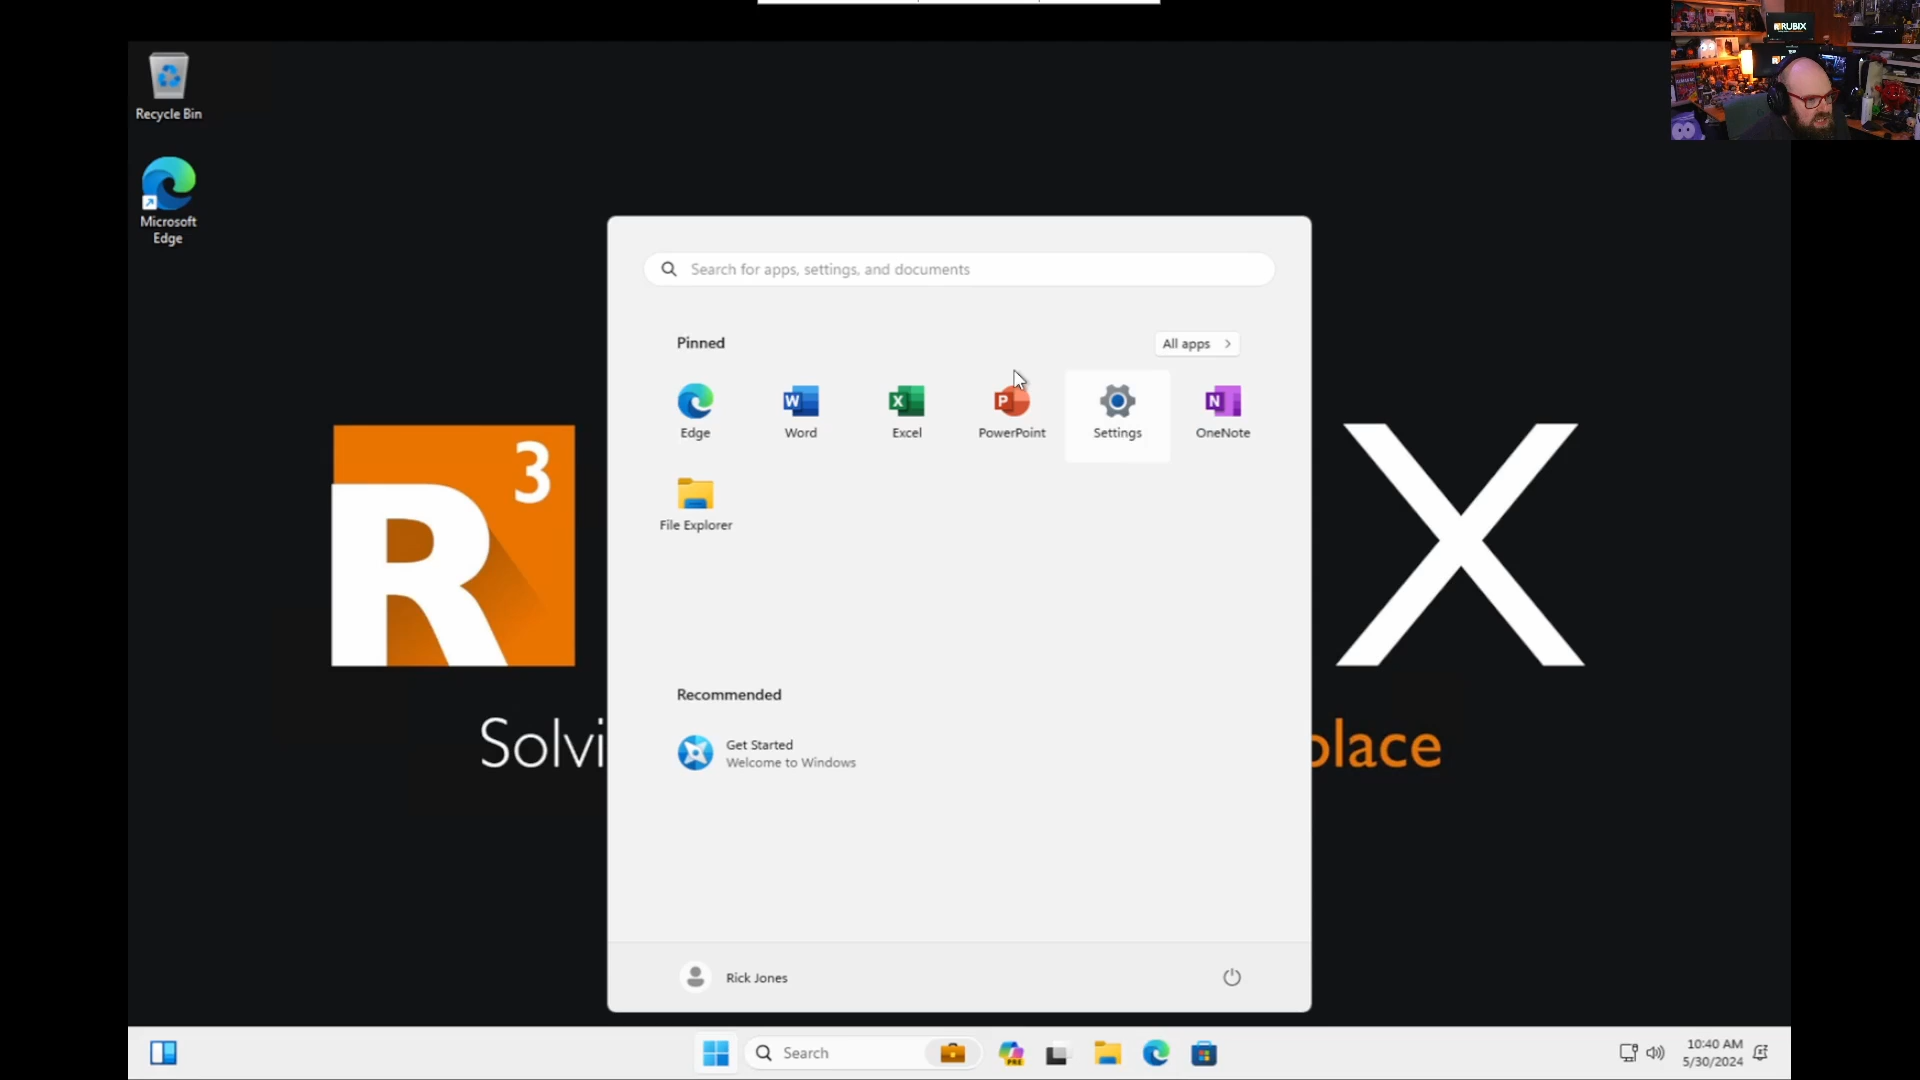 RUBIX
Recycle Bin
Microsoft
Edge
Search for apps, settings, and documents
Pinned
All apps
Edge
Word
Excel
PowerPoint
Settings
OneNote
File Explorer
R 3
X
Solvi
place
Recommended
Get Started
Welcome to Windows
Rick Jones
Search
PRE
10:40 AM
5/30/2024